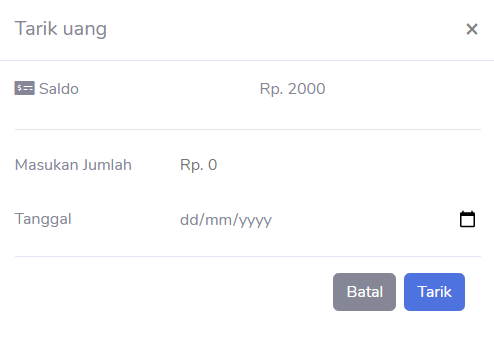 Tarik uang ×
Saldo Rp. 2000
Masukan Jumlah Rp. 0
Tanggal dd/mm/yyyy
Batal Tarik